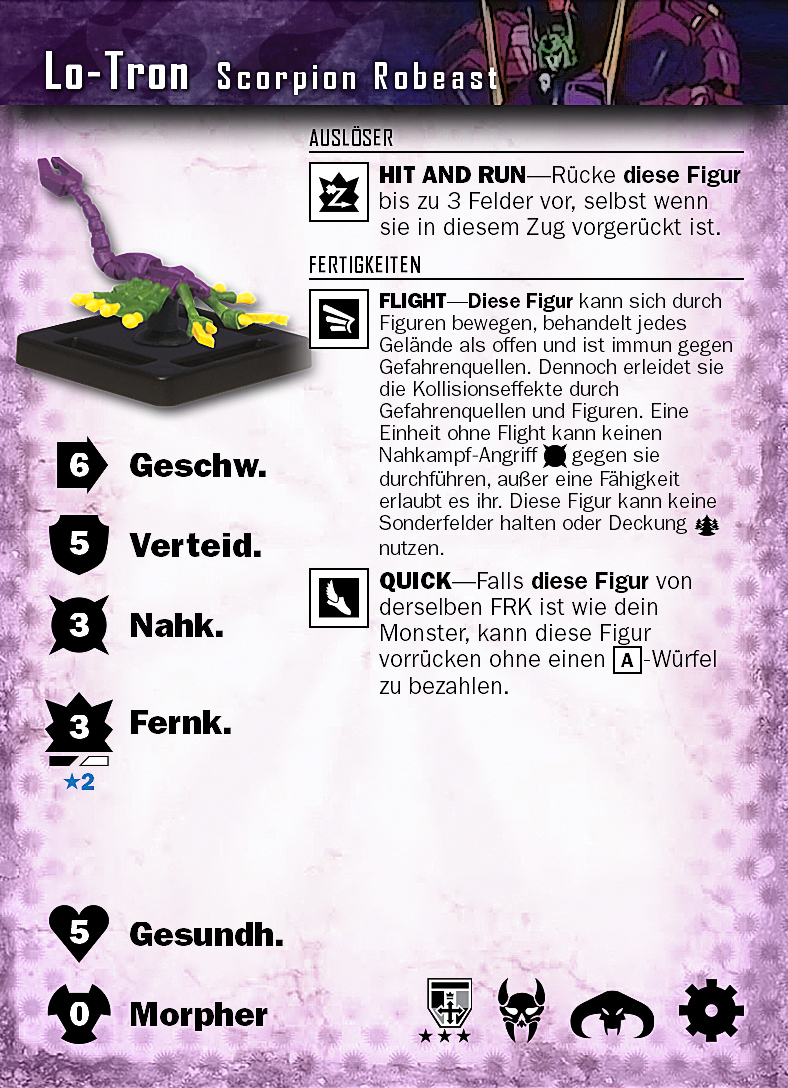 Lo-Tron Scorpion Robeast
AUSLÖSER
HIT AND RUN—Rücke diese Figur
bis zu 3 Felder vor, selbst wenn
sie in diesem Zug vorgerückt ist.
FERTIGKEITEN
FLIGHT—Diese Figur kann sich durch
Figuren bewegen, behandelt jedes
Gelände als offen und ist immun gegen
Gefahrenquellen. Dennoch erleidet sie
die Kollisionseffekte durch
Gefahrenquellen und Figuren. Eine
Einheit ohne Flight kann keinen
Nahkampf-Angriff gegen sie
durchführen, außer eine Fähigkeit
erlaubt es ihr. Diese Figur kann keine
Sonderfelder halten oder Deckung
nutzen.
QUICK—Falls diese Figur von
derselben FRK ist wie dein
Monster, kann diese Figur
vorrücken ohne einen A-Würfel
zu bezahlen.
6 Geschw.
5 Verteid.
3 Nahk.
3 Fernk.
★2
5 Gesundh.
0 Morpher